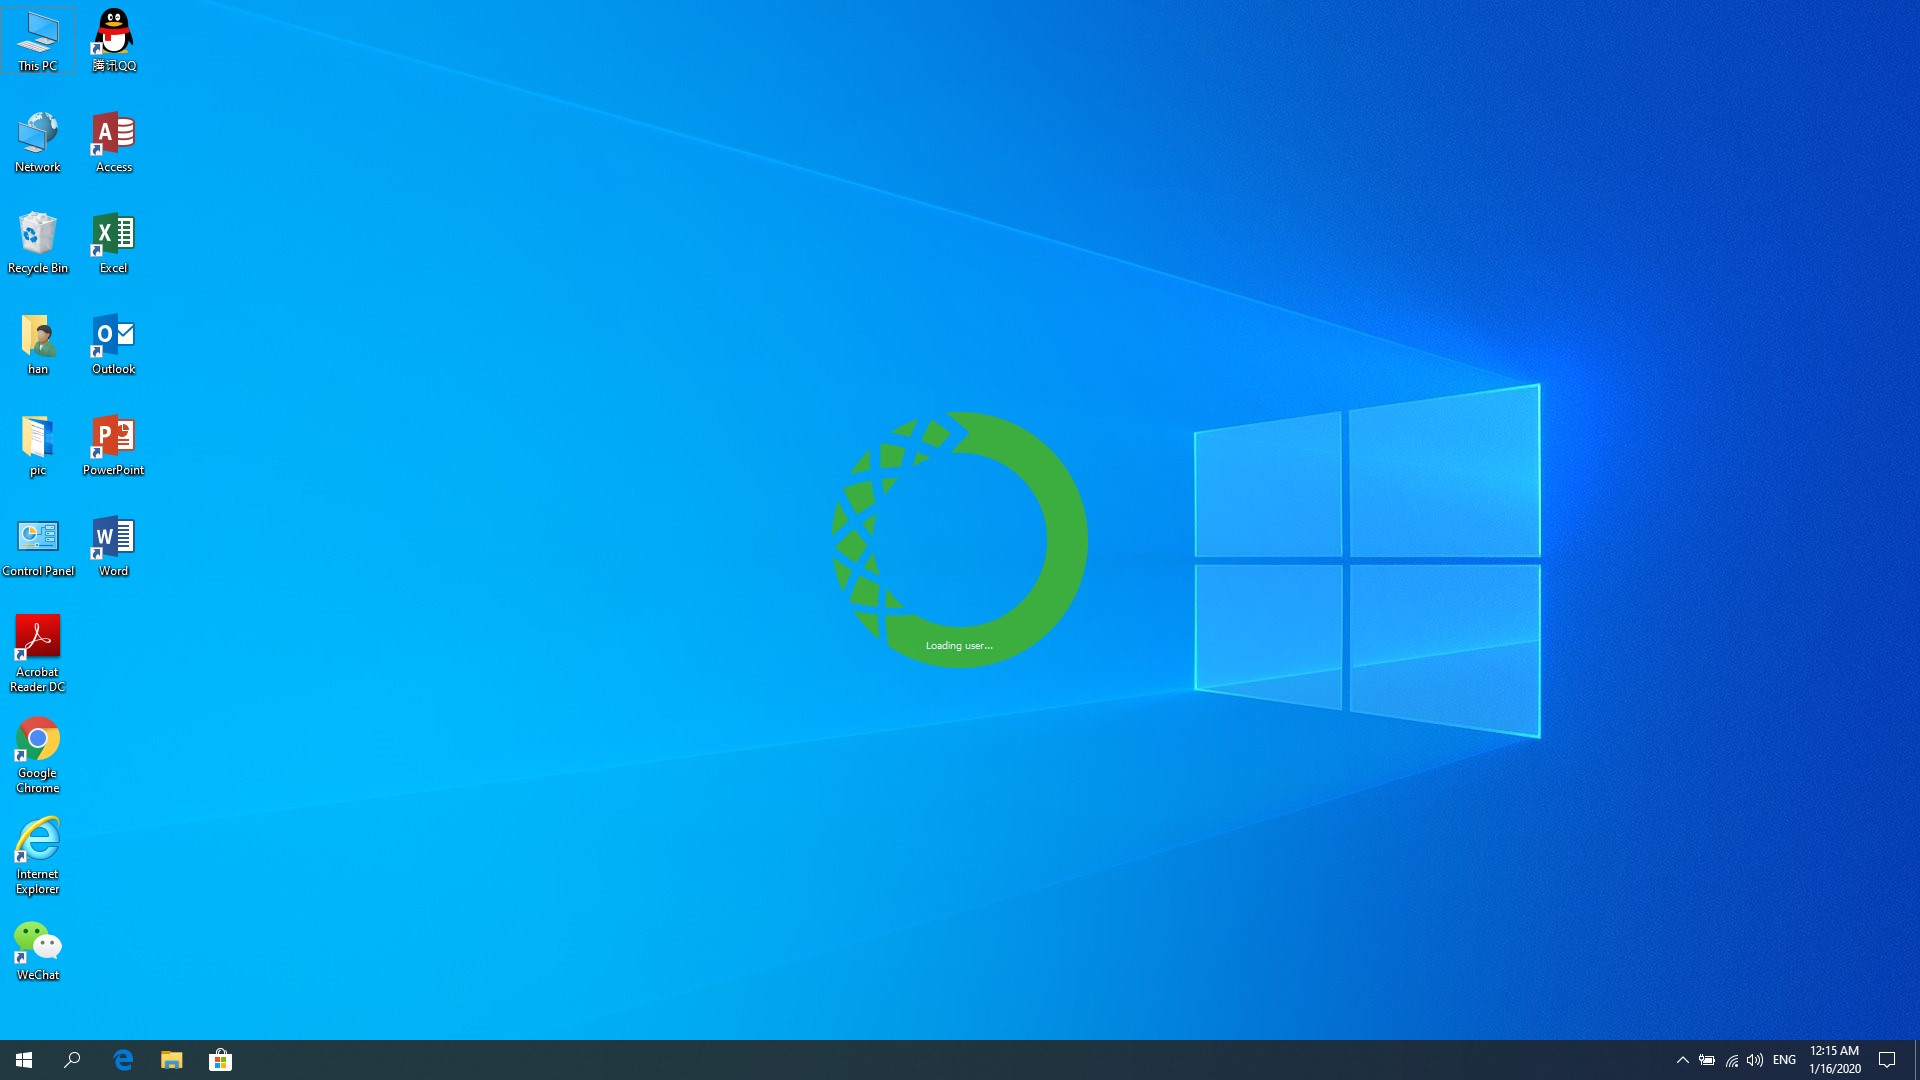 This PC
腾讯QQ
Network
Access
Recycle Bin
Excel
han
Outlook
pic
PowerPoint
Control Panel
Word
Acrobat
Reader DC
Google
Chrome
Internet
Explorer
WeChat
Loading user...
ENG
12:15 AM
1/16/2020